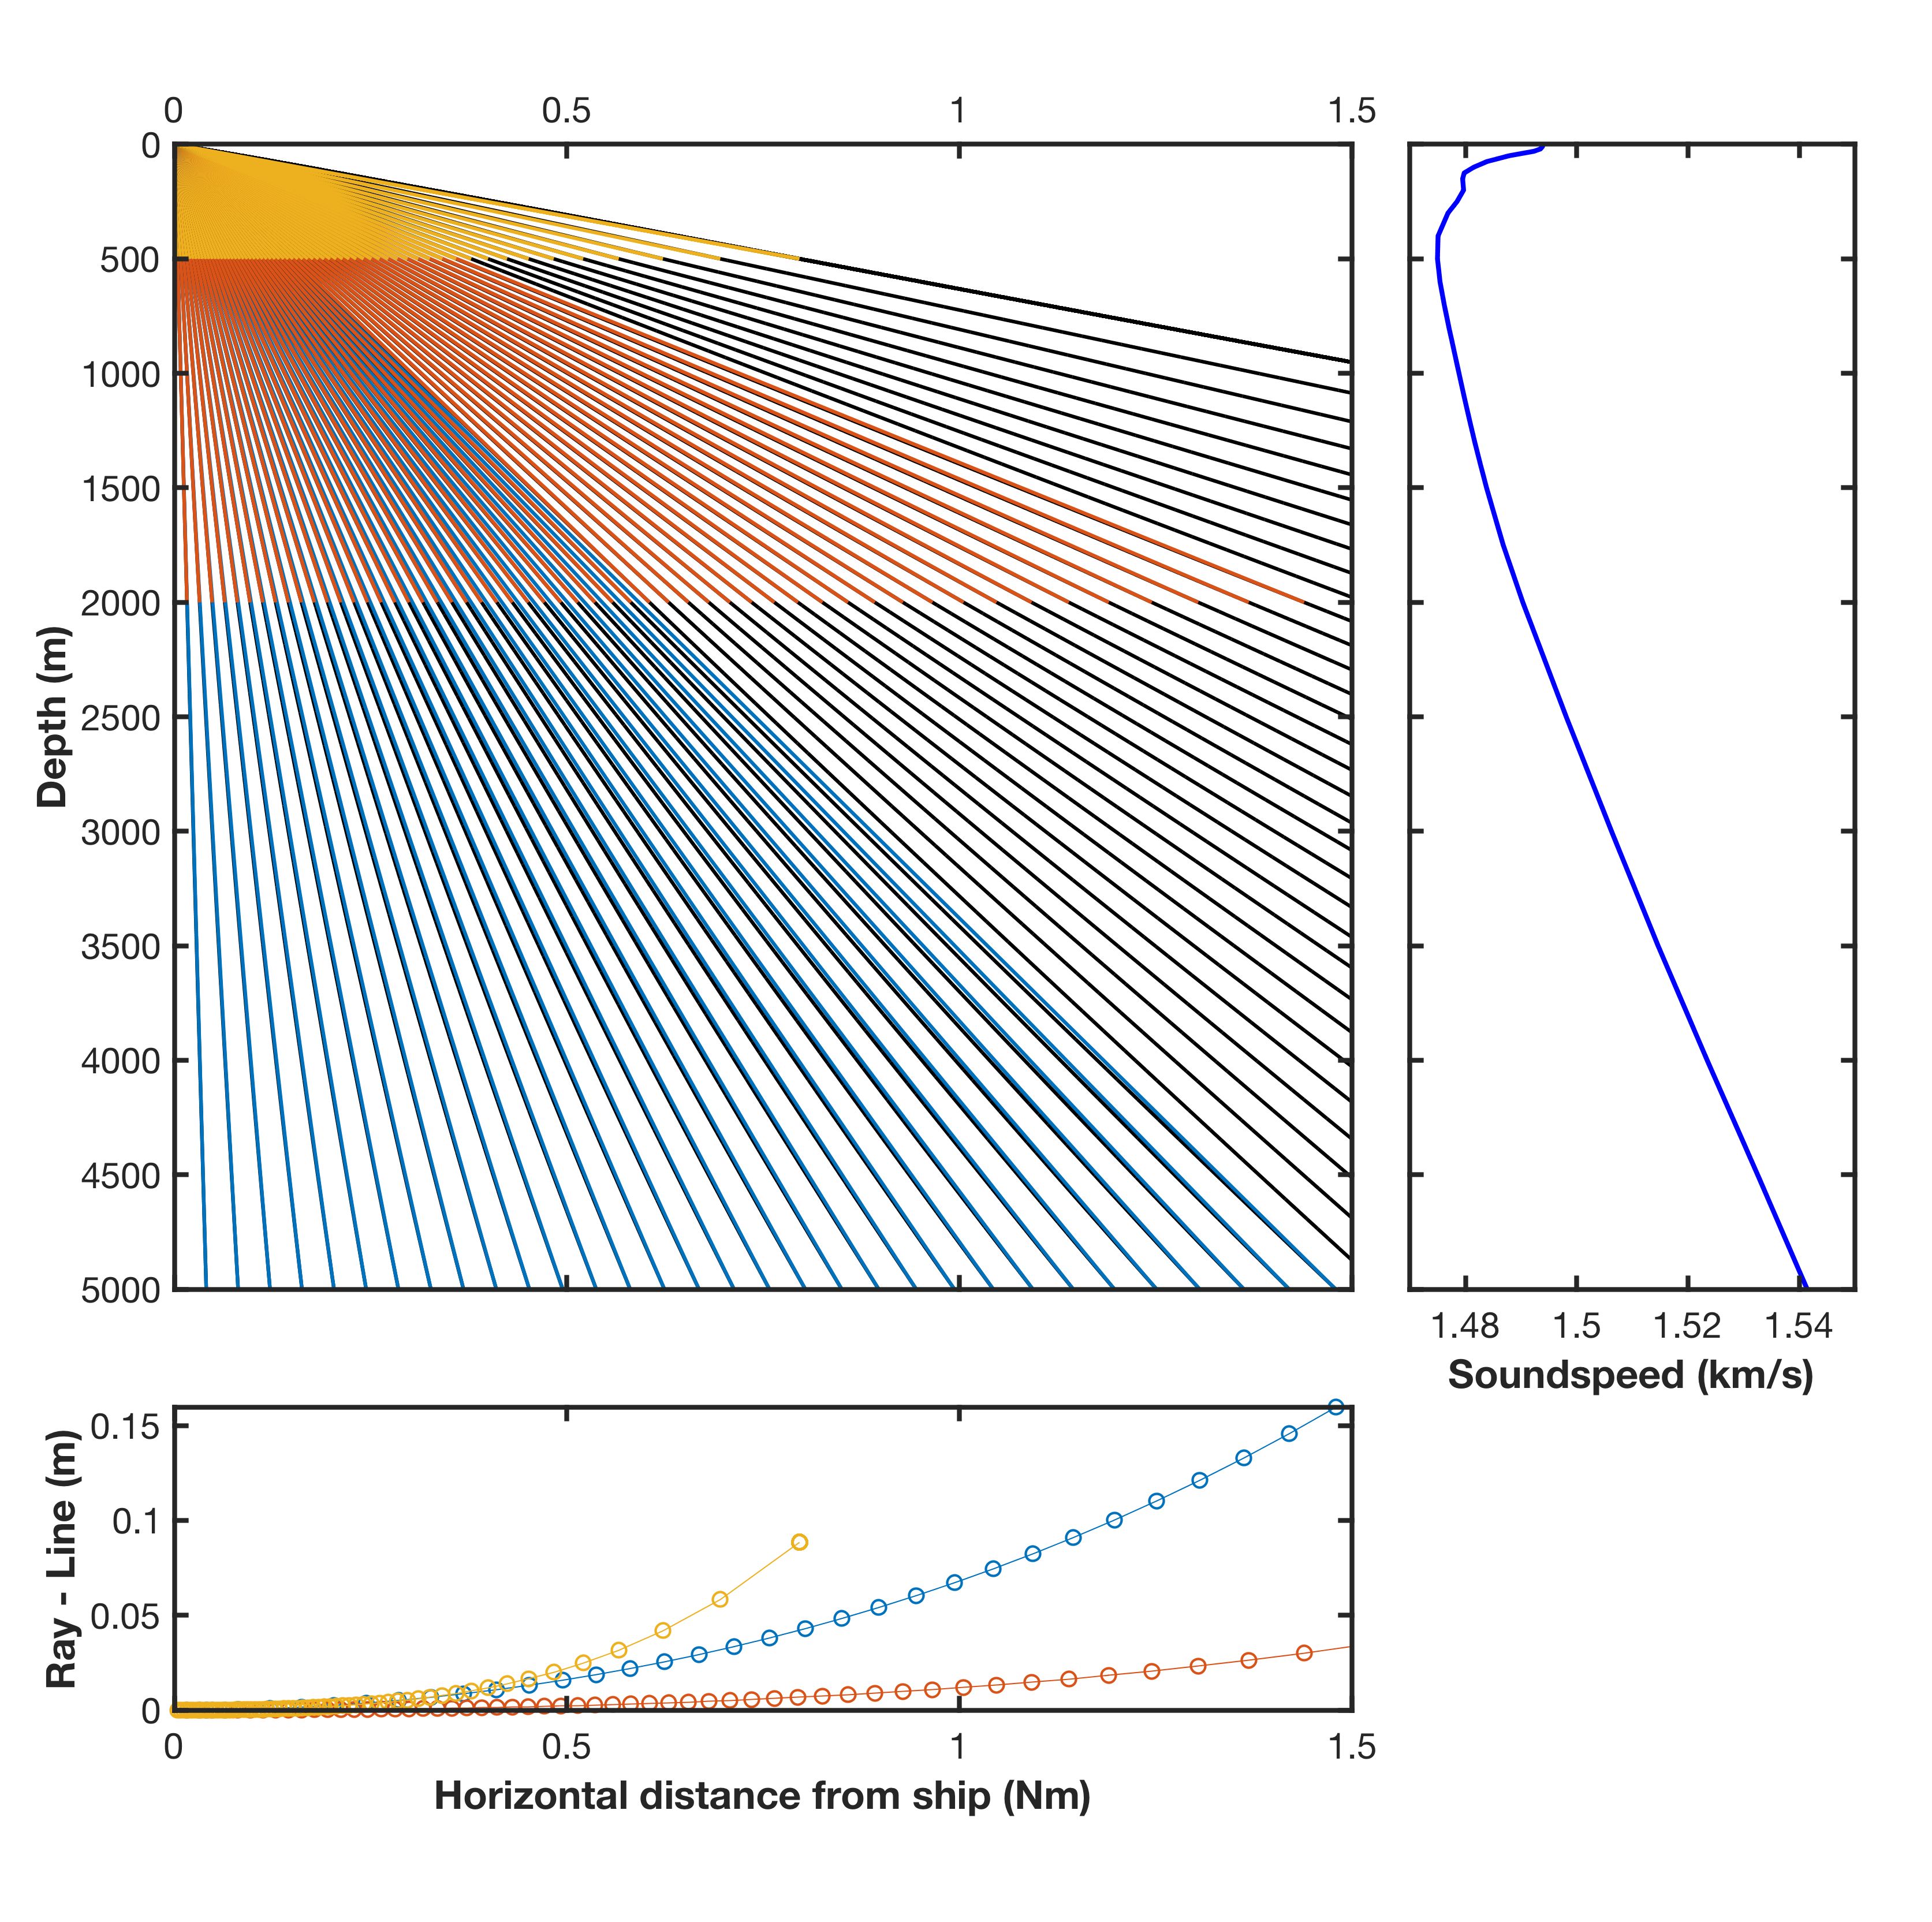 0 0.5 1 1.5
0
500
1000
1500
2000
2500
3000
3500
4000
4500
5000
Depth (m)
1.48 1.5 1.52 1.54
Soundspeed (km/s)
0.15
0.1
0.05
0
Ray - Line (m)
0 0.5 1 1.5
Horizontal distance from ship (Nm)